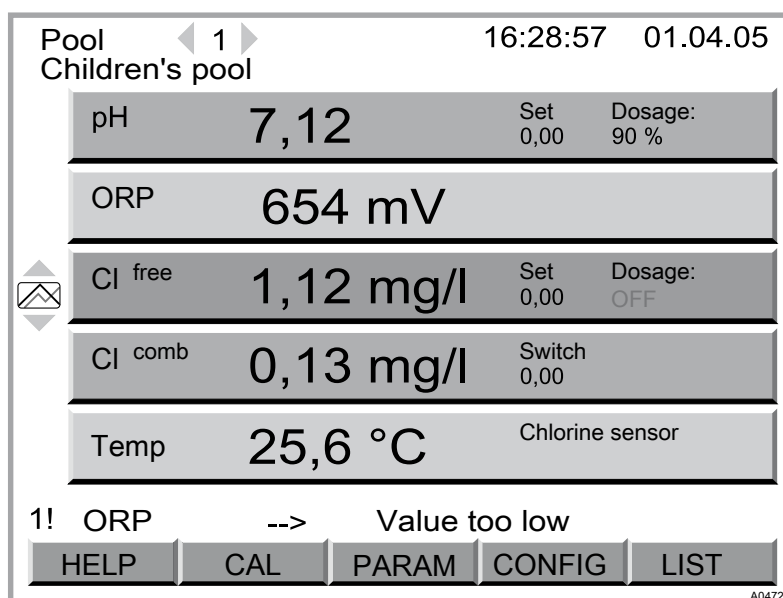 Pool 1 16:28:57 01.04.05
Children's pool
pH 7,12 Set Dosage:
0,00 90 %
ORP 654 mV
Cl free 1,12 mg/l Set Dosage:
0,00 OFF
Cl comb 0,13 mg/l Switch
0,00
Temp 25,6 °C Chlorine sensor
1! ORP --> Value too low
HELP CAL PARAM CONFIG LIST
A0472